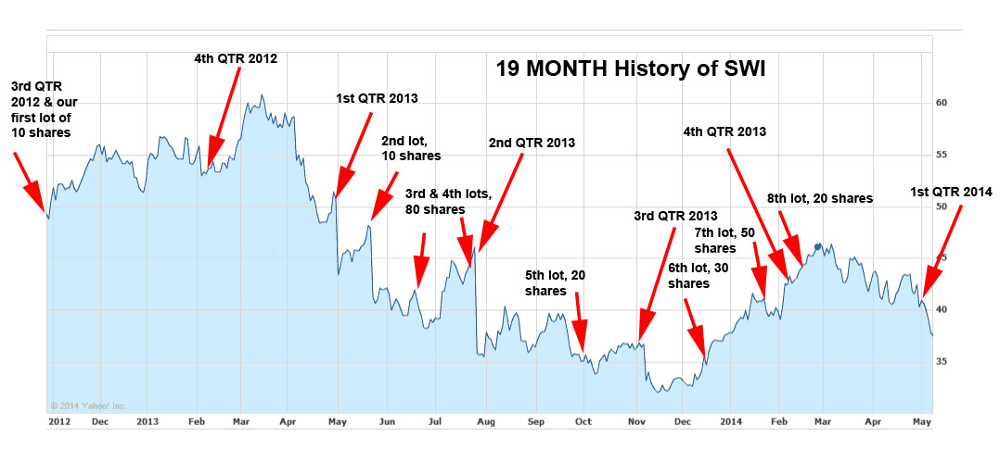 19 MONTH History of SWI
3rd QTR
2012 & our
first lot of
10 shares
4th QTR 2012
1st QTR 2013
2nd lot,
10 shares
3rd & 4th lots,
80 shares
2nd QTR 2013
5th lot, 20
shares
3rd QTR 2013
6th lot, 30
shares
7th lot, 50
shares
4th QTR 2013
8th lot, 20 shares
1st QTR 2014
60
55
50
45
40
35
© 2014 Yahoo! Inc.
2012 Dec 2013 Feb Mar Apr May Jun Jul Aug Sep Oct Nov Dec 2014 Feb Mar Apr May